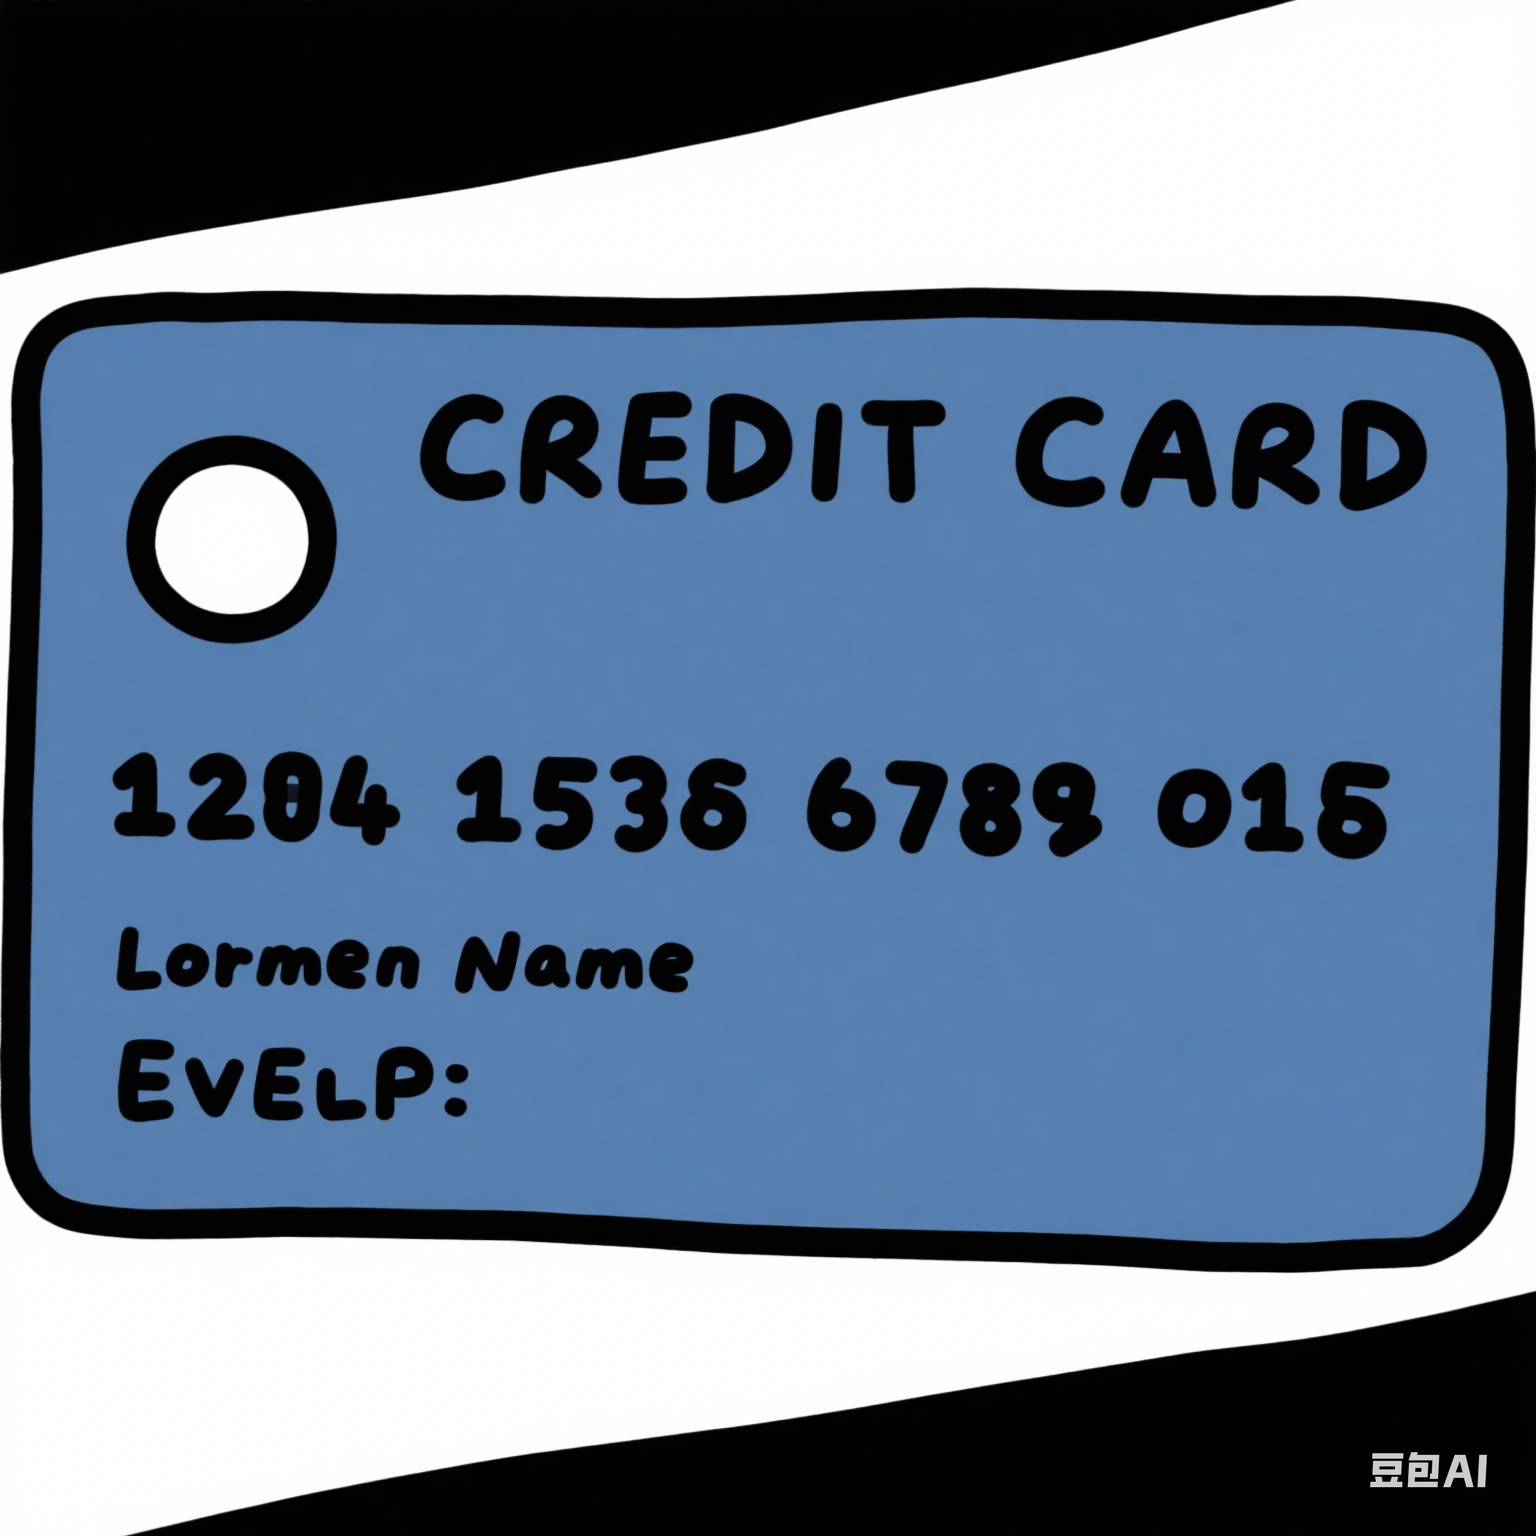 CREDIT CARD
1204 1536 6789 016
Lormen Name
EVELP:
豆包AI